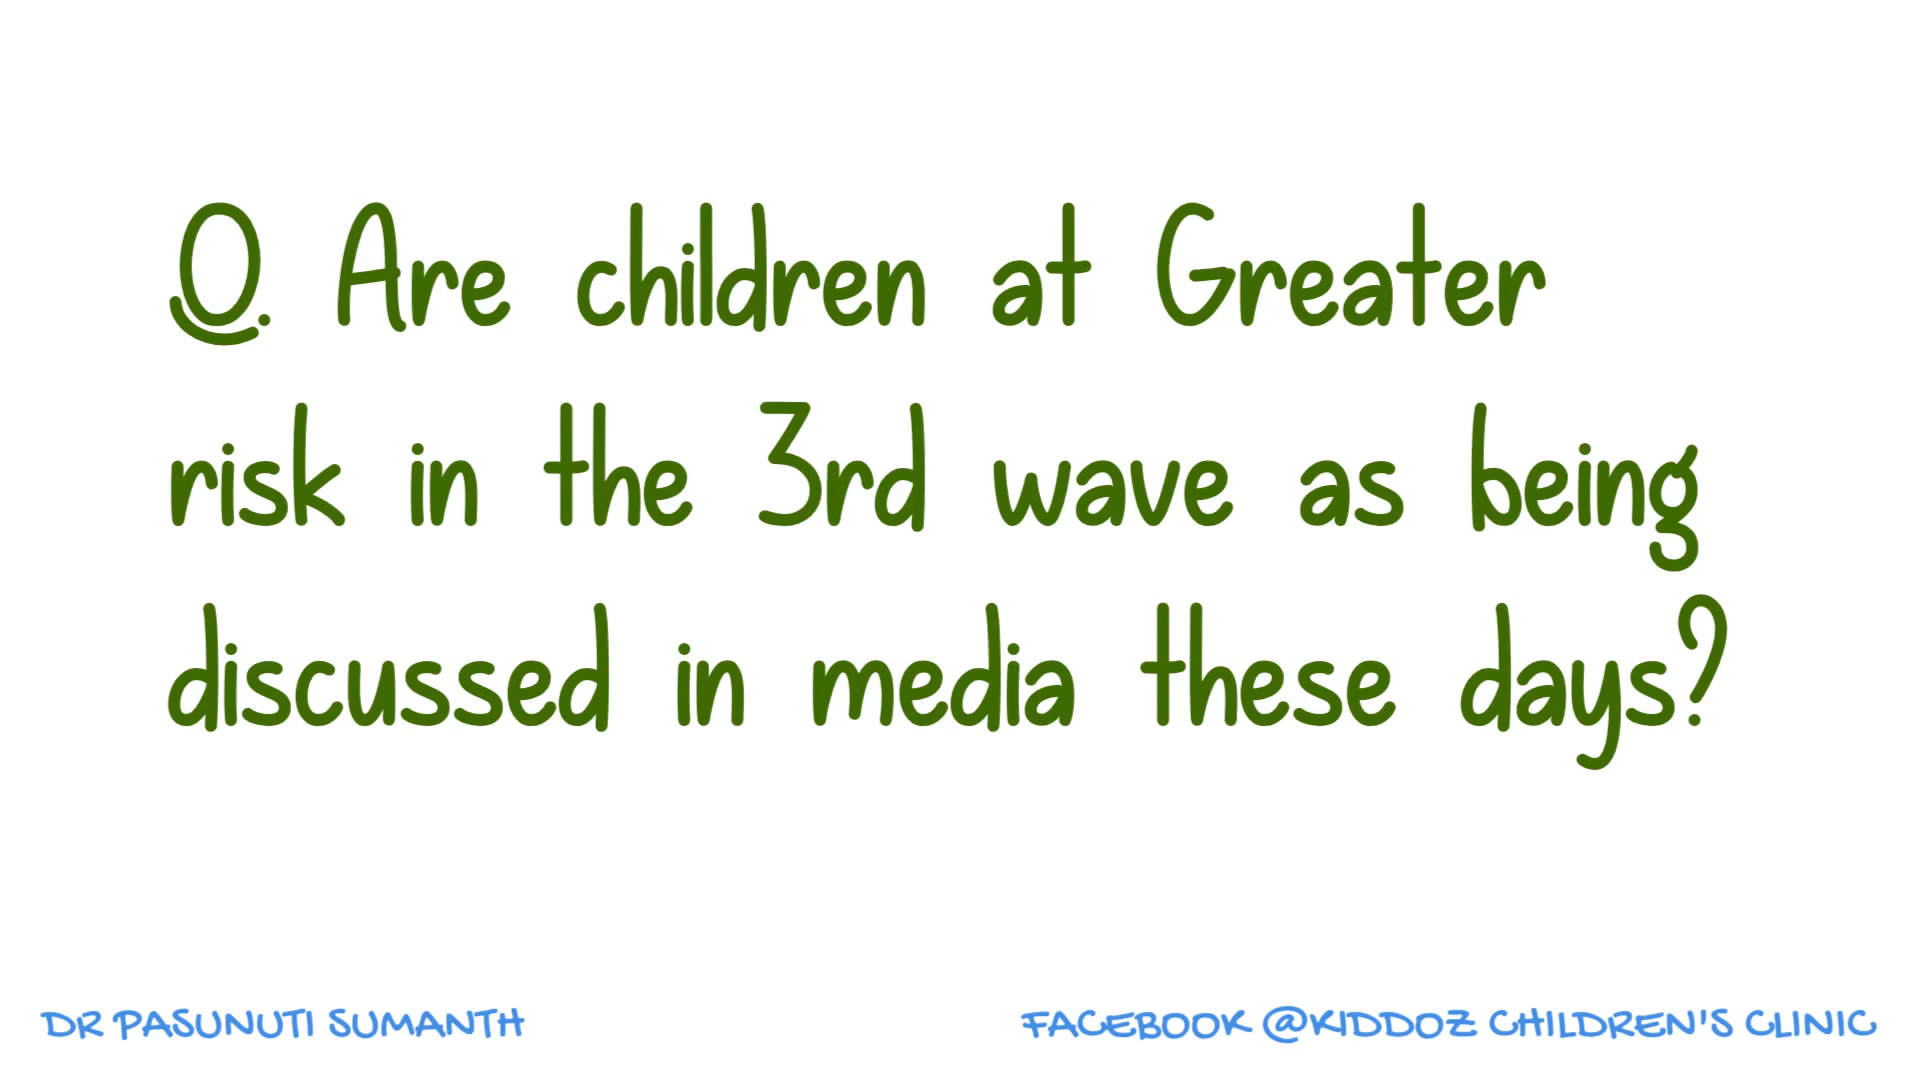 Q. Are children at Greater
risk in the 3rd wave as being
discussed in media these days?
DR PASUNUTI SUMANTH
FACEBOOK @KIDDOZ CHILDREN'S CLINIC